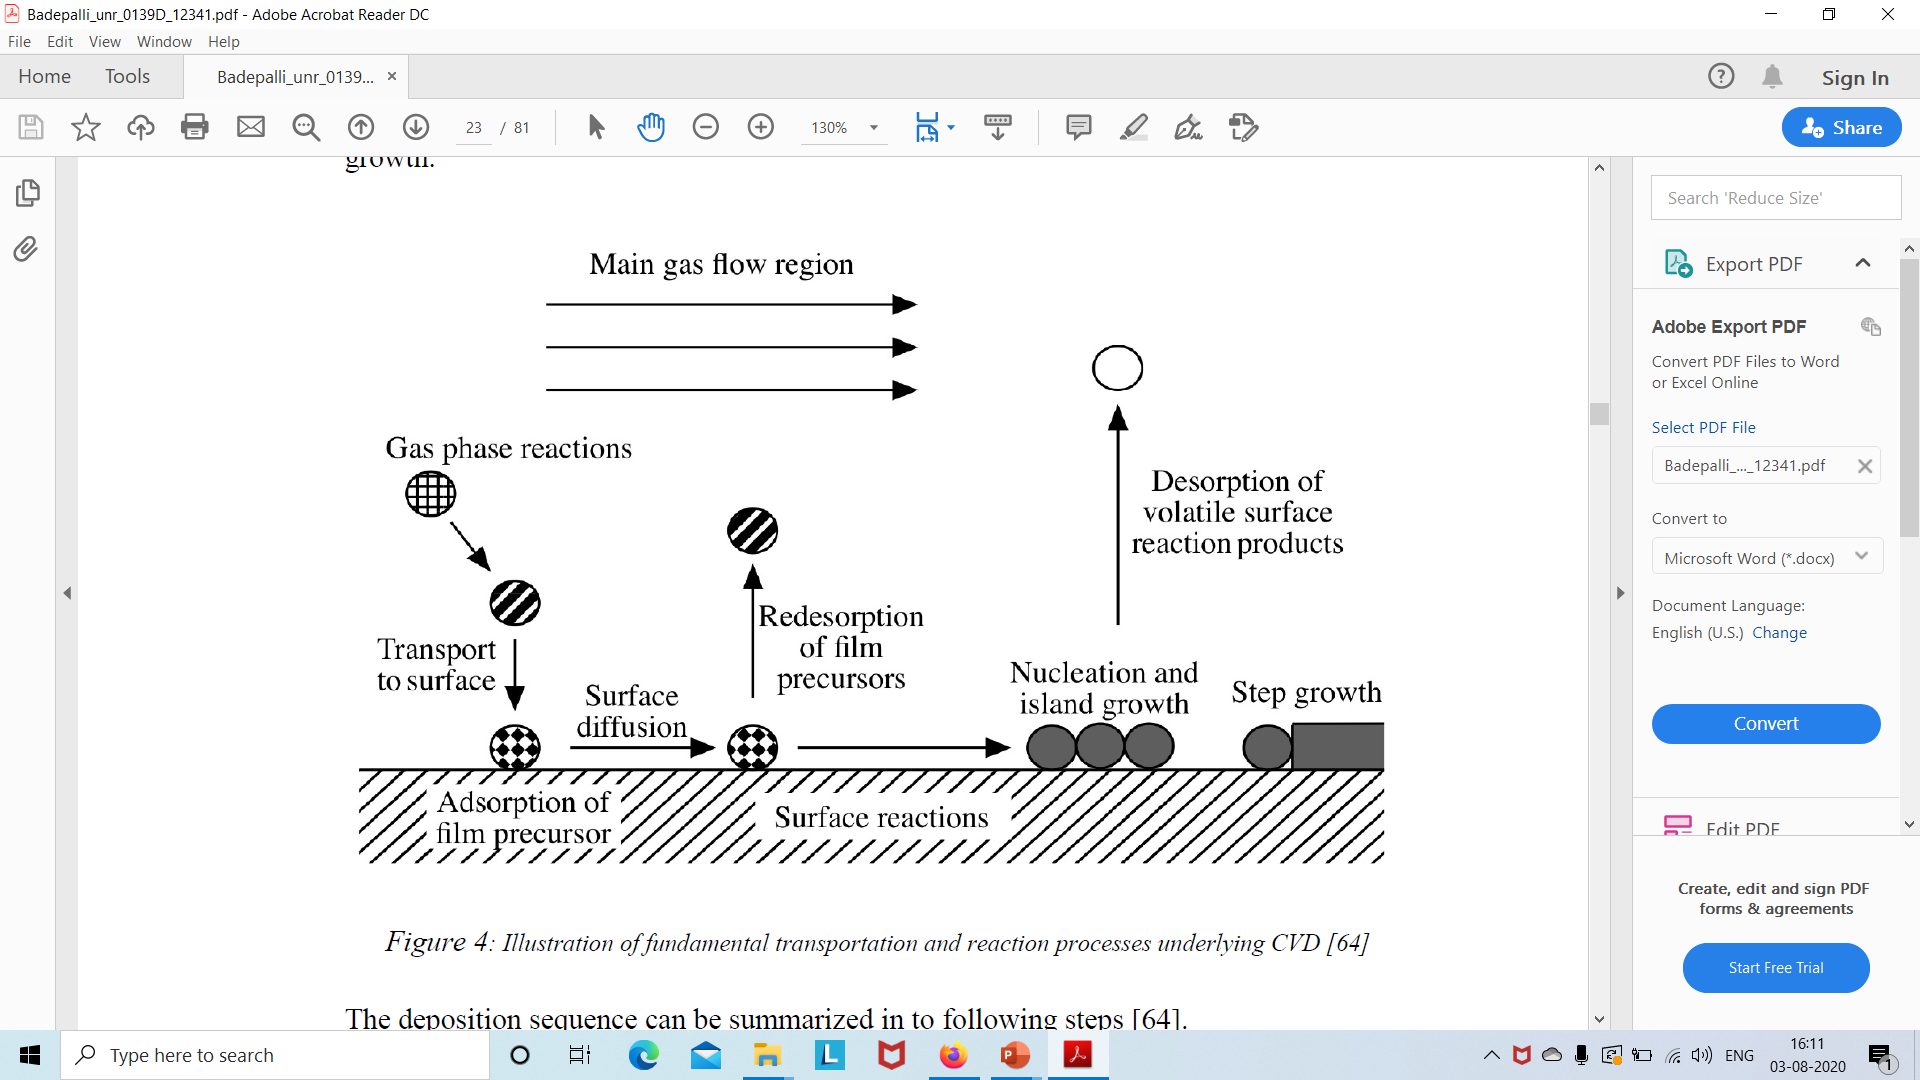 Badepalli_unr_0139D_12341.pdf - Adobe Acrobat Reader DC
File Edit View Window Help
Home Tools Badepalli_unr_0139... × ? Sign In
23 / 81 130% Share
growth.
Main gas flow region
Gas phase reactions
Desorption of
volatile surface
reaction products
Transport
to surface
Redesorption
of film
precursors
Surface
diffusion
Nucleation and
island growth
Step growth
Adsorption of
film precursor
Surface reactions
Figure 4: Illustration of fundamental transportation and reaction processes underlying CVD [64]
The deposition sequence can be summarized in to following steps [64].
Search 'Reduce Size'
Export PDF
Adobe Export PDF
Convert PDF Files to Word
or Excel Online
Select PDF File
Badepalli_..._12341.pdf
Convert to
Microsoft Word (*.docx)
Document Language:
English (U.S.) Change
Convert
Edit PDF
Create, edit and sign PDF
forms & agreements
Start Free Trial
Type here to search
L
P
ENG
16:11
03-08-2020
1